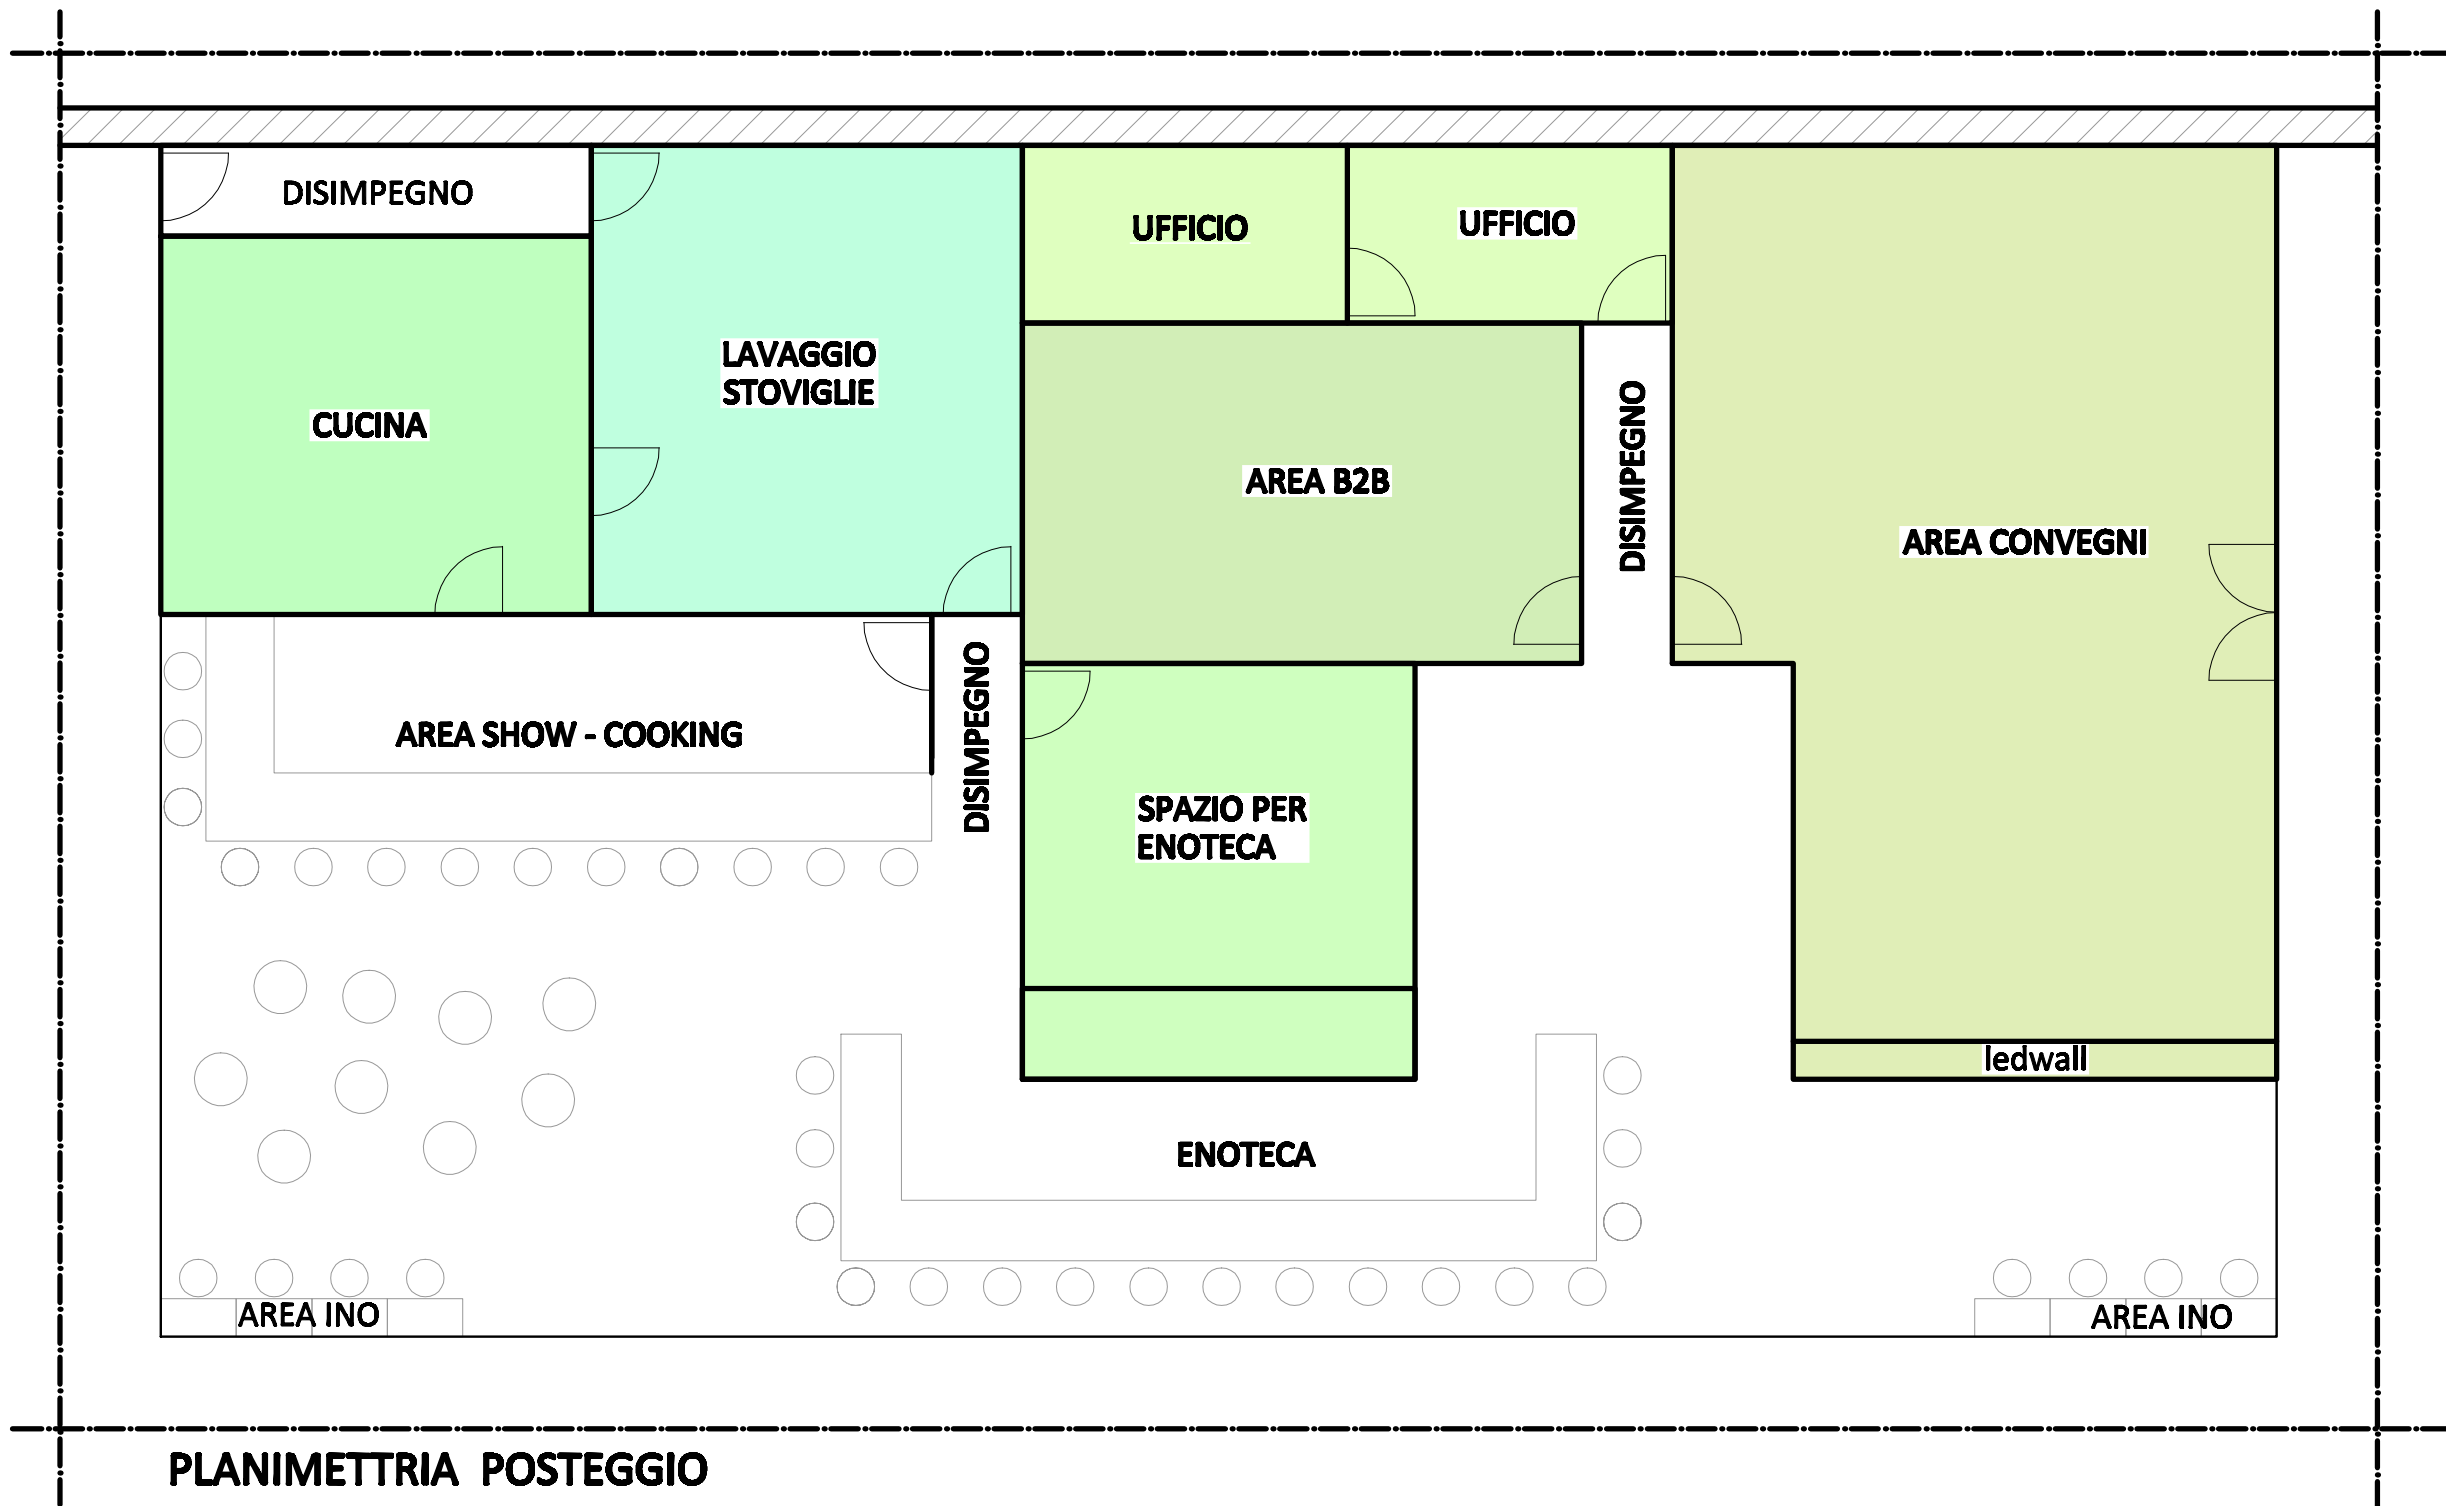 DISIMPEGNO
UFFICIO
UFFICIO
LAVAGGIO
STOVIGLIE
CUCINA
AREA B2B
DISIMPEGNO
AREA CONVEGNI
AREA SHOW - COOKING
DISIMPEGNO
SPAZIO PER
ENOTECA
ledwall
ENOTECA
AREA INO
AREA INO
PLANIMETTRIA POSTEGGIO